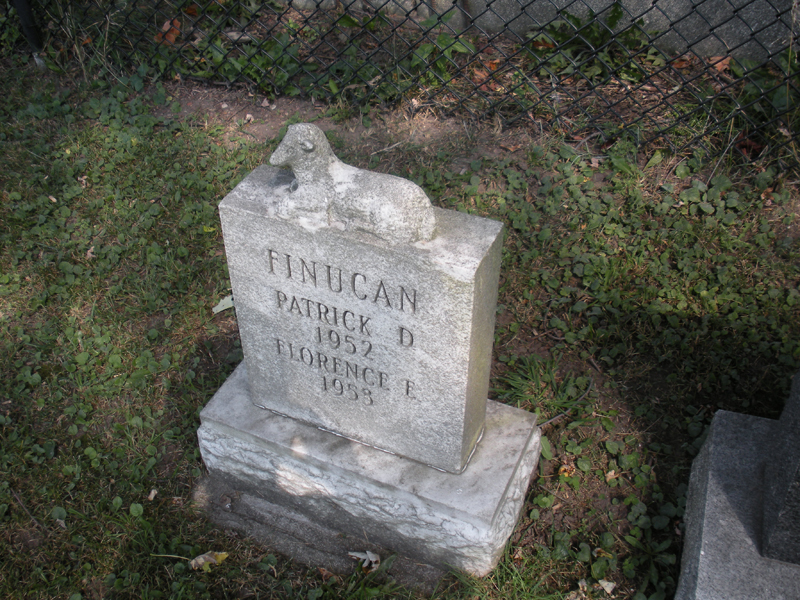 FINUCAN
PATRICK D
1952
FLORENCE E
1953